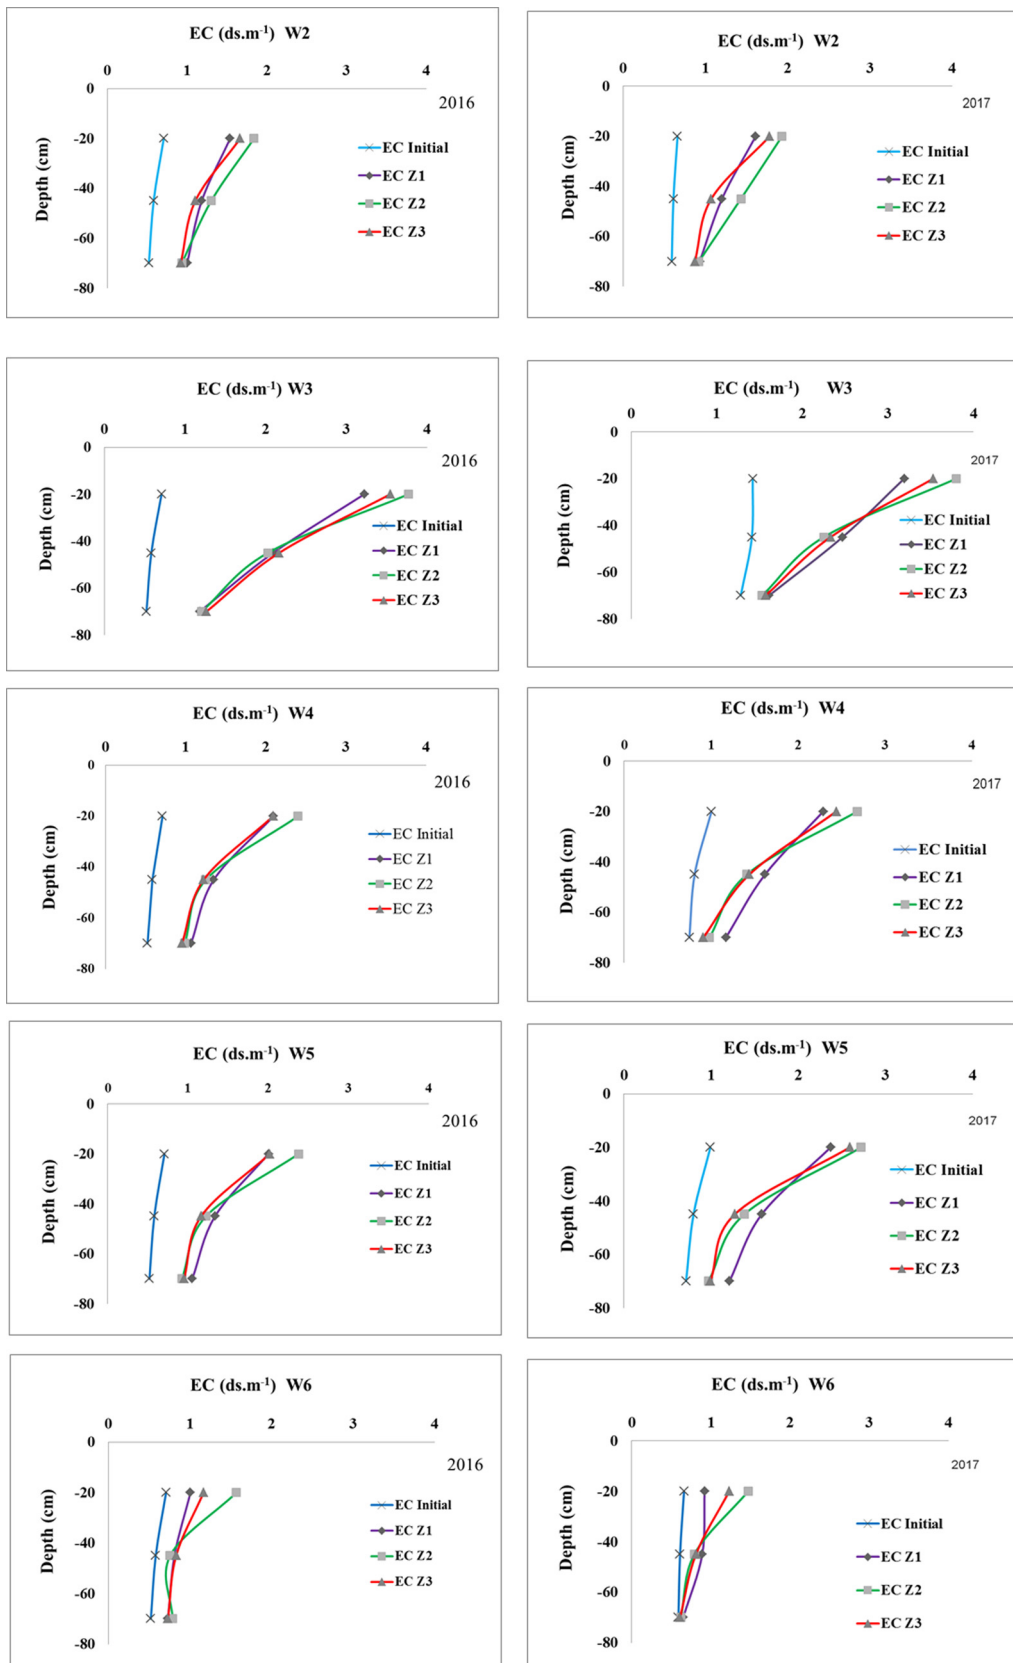 EC (ds.m-1) W2
0 1 2 3 4
0
2016
-20
-40
-60
-80
Depth (cm)
EC Initial
EC Z1
EC Z2
EC Z3
EC (ds.m-1) W2
0 1 2 3 4
0
2017
-20
-40
-60
-80
Depth (cm)
EC Initial
EC Z1
EC Z2
EC Z3
EC (ds.m-1) W3
0 1 2 3 4
0
2016
-20
-40
-60
-80
Depth (cm)
EC Initial
EC Z1
EC Z2
EC Z3
EC (ds.m-1) W3
0 1 2 3 4
0
2017
-20
-40
-60
-80
Depth (cm)
EC Initial
EC Z1
EC Z2
EC Z3
EC (ds.m-1) W4
0 1 2 3 4
0
2016
-20
-40
-60
-80
Depth (cm)
EC Initial
EC Z1
EC Z2
EC Z3
EC (ds.m-1) W4
0 1 2 3 4
0
2017
-20
-40
-60
-80
Depth (cm)
EC Initial
EC Z1
EC Z2
EC Z3
EC (ds.m-1) W5
0 1 2 3 4
0
2016
-20
-40
-60
-80
Depth (cm)
EC Initial
EC Z1
EC Z2
EC Z3
EC (ds.m-1) W5
0 1 2 3 4
0
2017
-20
-40
-60
-80
Depth (cm)
EC Initial
EC Z1
EC Z2
EC Z3
EC (ds.m-1) W6
0 1 2 3 4
0
2016
-20
-40
-60
-80
Depth (cm)
EC Initial
EC Z1
EC Z2
EC Z3
EC (ds.m-1) W6
0 1 2 3 4
0
2017
-20
-40
-60
-80
Depth (cm)
EC Initial
EC Z1
EC Z2
EC Z3